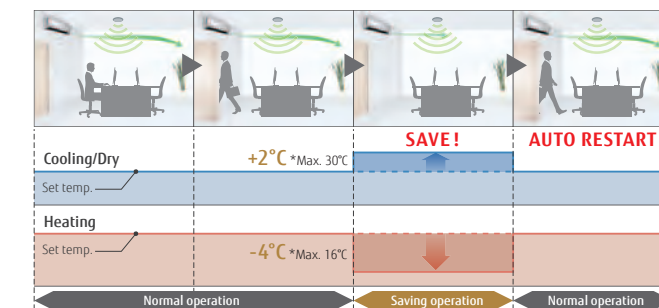 SAVE!
AUTO RESTART
Cooling/Dry
+2°C *Max. 30°C
Set temp.
Heating
Set temp.
-4°C *Max. 16°C
Normal operation
Saving operation
Normal operation